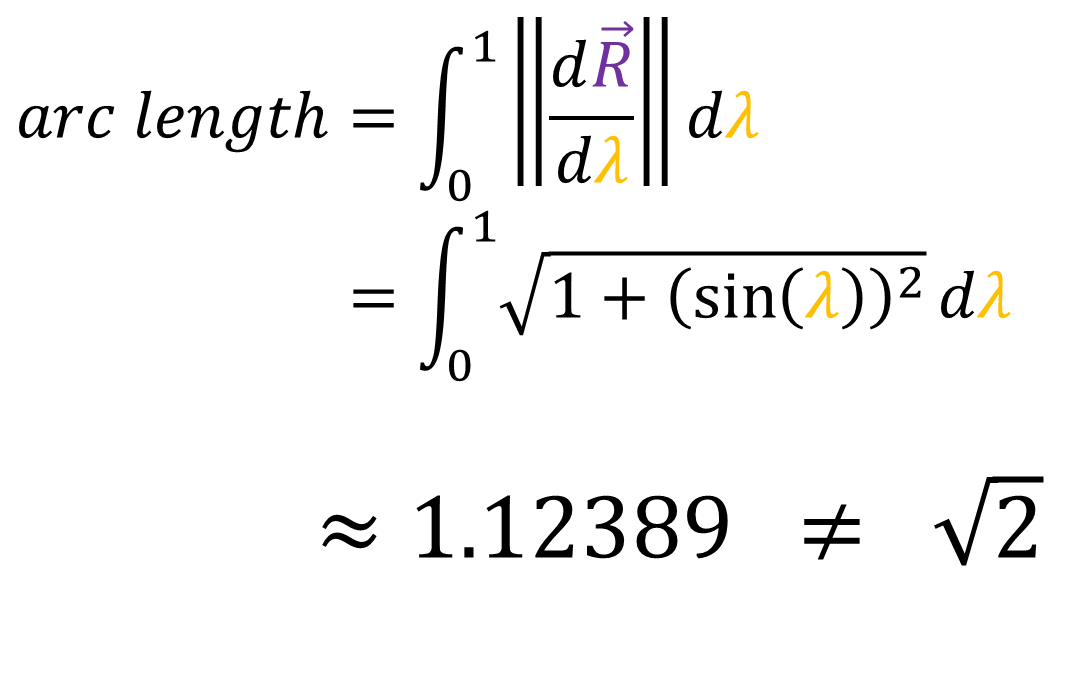 arc length = ∫₀¹ ‖dR⃗/dλ‖ dλ
= ∫₀¹ √(1 + (sin(λ))²) dλ
≈ 1.12389 ≠ √2